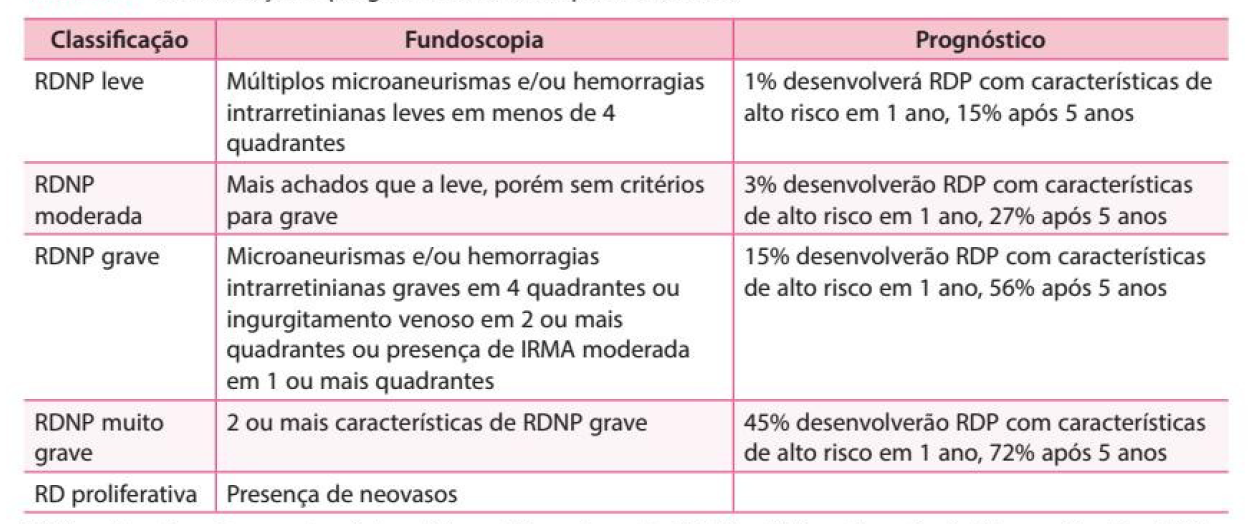 Classificação Fundoscopia Prognóstico
RDNP leve
Múltiplos microaneurismas e/ou hemorragias
intrarretinianas leves em menos de 4
quadrantes
1% desenvolverá RDP com características de
alto risco em 1 ano, 15% após 5 anos
RDNP
moderada
Mais achados que a leve, porém sem critérios
para grave
3% desenvolverão RDP com características
de alto risco em 1 ano, 27% após 5 anos
RDNP grave
Microaneurismas e/ou hemorragias
intrarretinianas graves em 4 quadrantes ou
ingurgitamento venoso em 2 ou mais
quadrantes ou presença de IRMA moderada
em 1 ou mais quadrantes
15% desenvolverão RDP com características
de alto risco em 1 ano, 56% após 5 anos
RDNP muito
grave
2 ou mais características de RDNP grave
45% desenvolverão RDP com características
de alto risco em 1 ano, 72% após 5 anos
RD proliferativa
Presença de neovasos